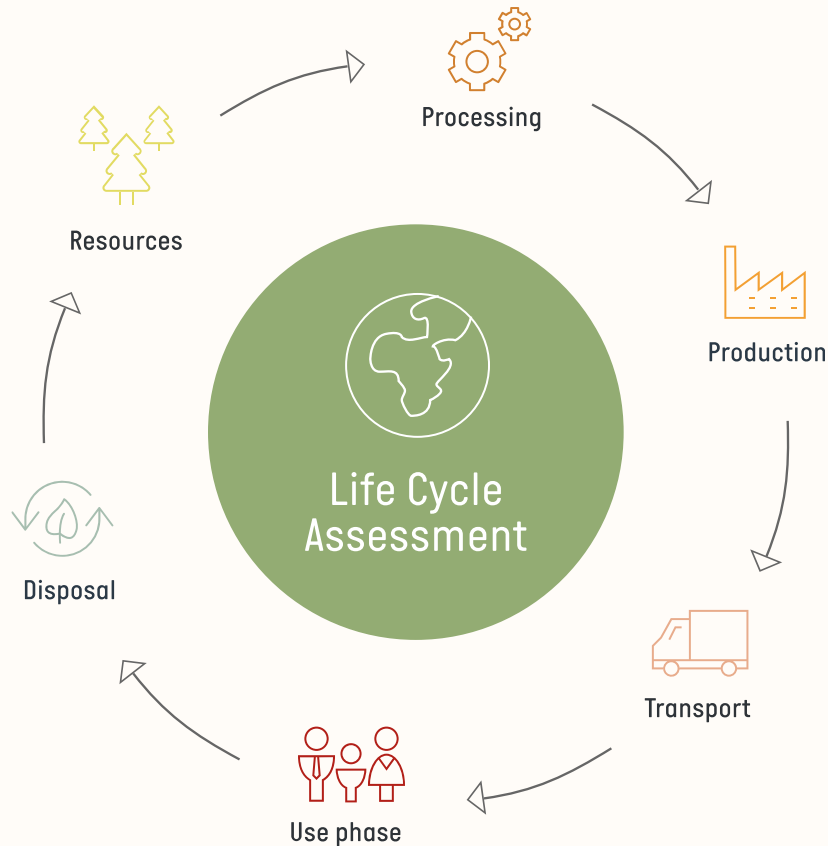 Processing
Resources
Production
Life Cycle
Assessment
Disposal
Transport
Use phase